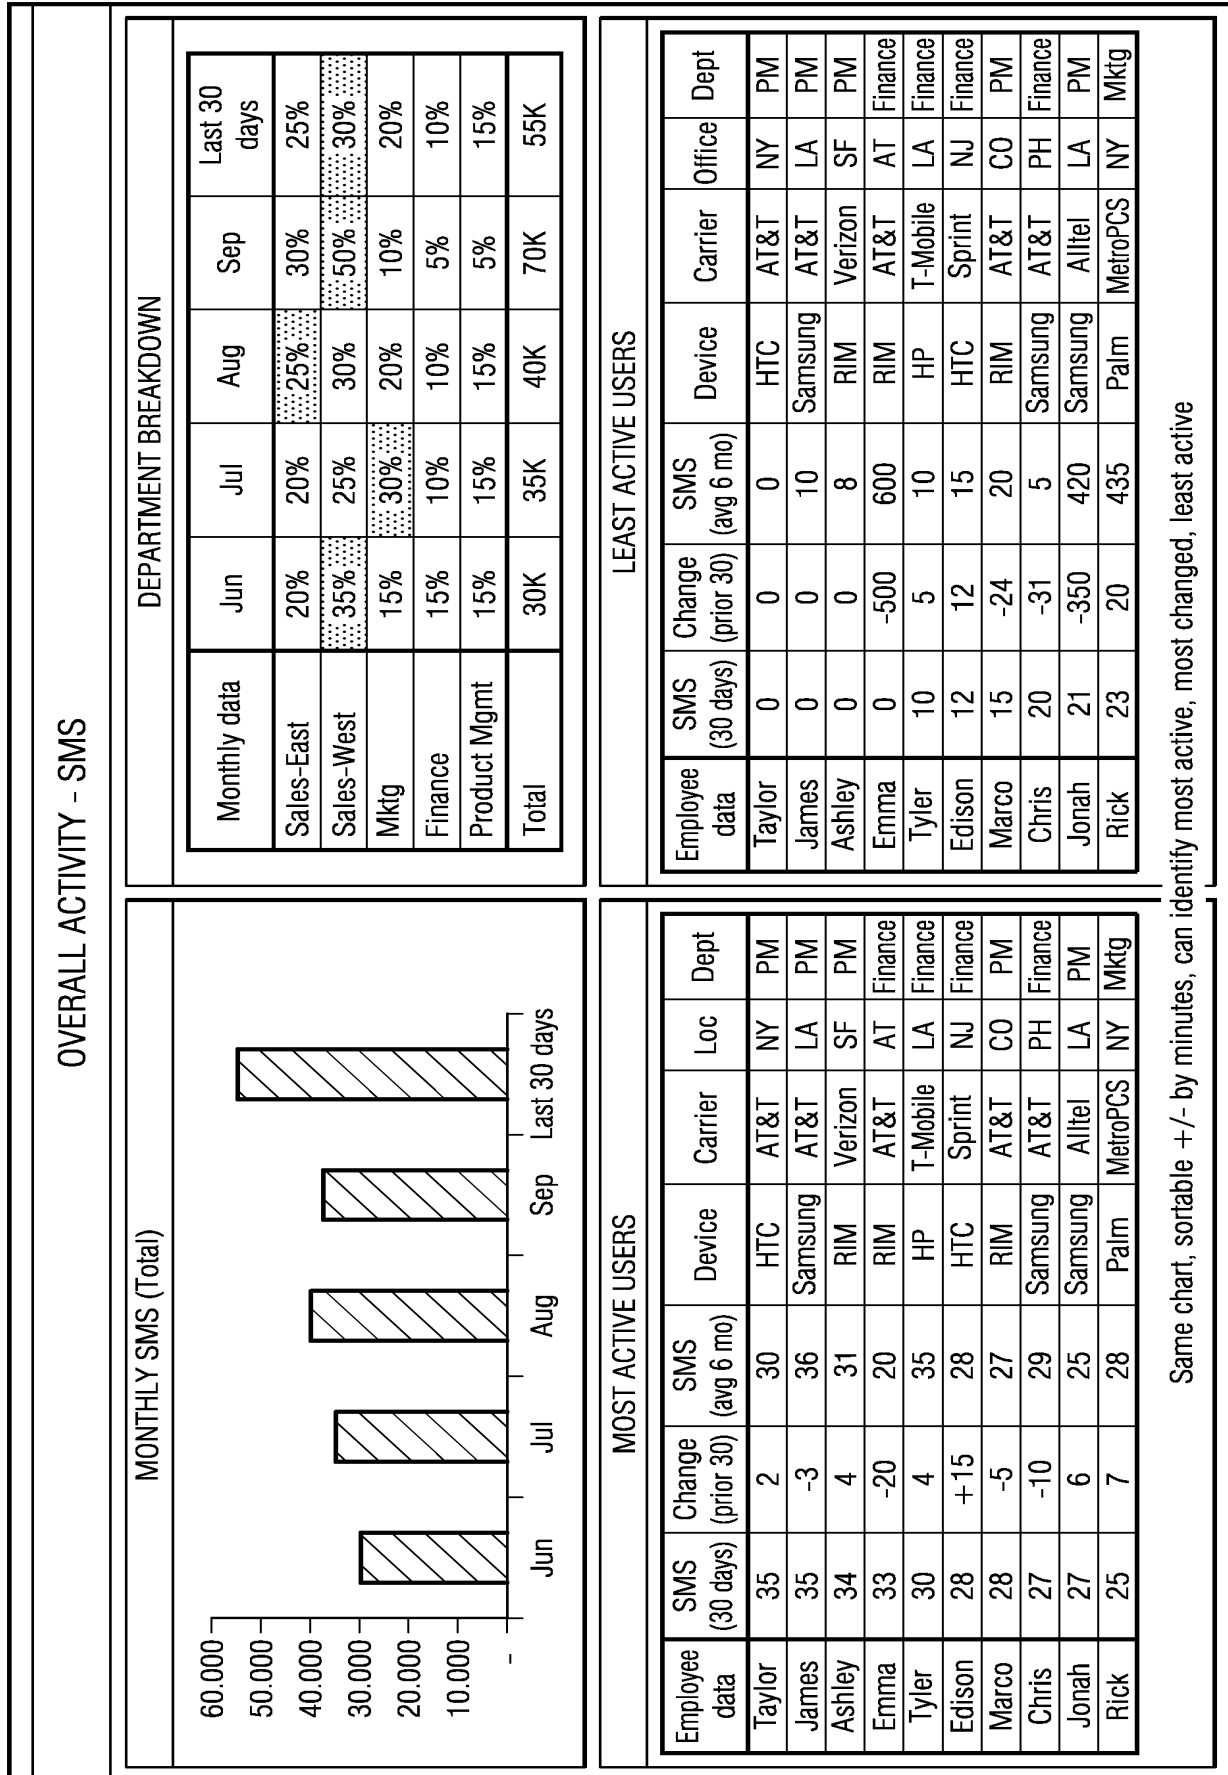 OVERALL ACTIVITY - SMS
MONTHLY SMS (Total)
60.000
50.000
40.000
30.000
20.000
10.000
-
Jun Jul Aug Sep Last 30 days
DEPARTMENT BREAKDOWN
Monthly data Jun Jul Aug Sep Last 30 days
Sales-East 20% 20% 25% 30% 25%
Sales-West 35% 25% 30% 50% 30%
Mktg 15% 30% 20% 10% 20%
Finance 15% 10% 10% 5% 10%
Product Mgmt 15% 15% 15% 5% 15%
Total 30K 35K 40K 70K 55K
MOST ACTIVE USERS
Employee data SMS (30 days) Change (prior 30) SMS (avg 6 mo) Device Carrier Loc Dept
Taylor 35 2 30 HTC AT&T NY PM
James 35 -3 36 Samsung AT&T LA PM
Ashley 34 4 31 RIM Verizon SF PM
Emma 33 -20 20 RIM AT&T AT Finance
Tyler 30 4 35 HP T-Mobile LA Finance
Edison 28 +15 28 HTC Sprint NJ Finance
Marco 28 -5 27 RIM AT&T CO PM
Chris 27 -10 29 Samsung AT&T PH Finance
Jonah 27 6 25 Samsung Alltel LA PM
Rick 25 7 28 Palm MetroPCS NY Mktg
LEAST ACTIVE USERS
Employee data SMS (30 days) Change (prior 30) SMS (avg 6 mo) Device Carrier Office Dept
Taylor 0 0 0 HTC AT&T NY PM
James 0 0 10 Samsung AT&T LA PM
Ashley 0 0 8 RIM Verizon SF PM
Emma 0 -500 600 RIM AT&T AT Finance
Tyler 10 5 10 HP T-Mobile LA Finance
Edison 12 12 15 HTC Sprint NJ Finance
Marco 15 -24 20 RIM AT&T CO PM
Chris 20 -31 5 Samsung AT&T PH Finance
Jonah 21 -350 420 Samsung Alltel LA PM
Rick 23 20 435 Palm MetroPCS NY Mktg
Same chart, sortable +/- by minutes, can identify most active, most changed, least active